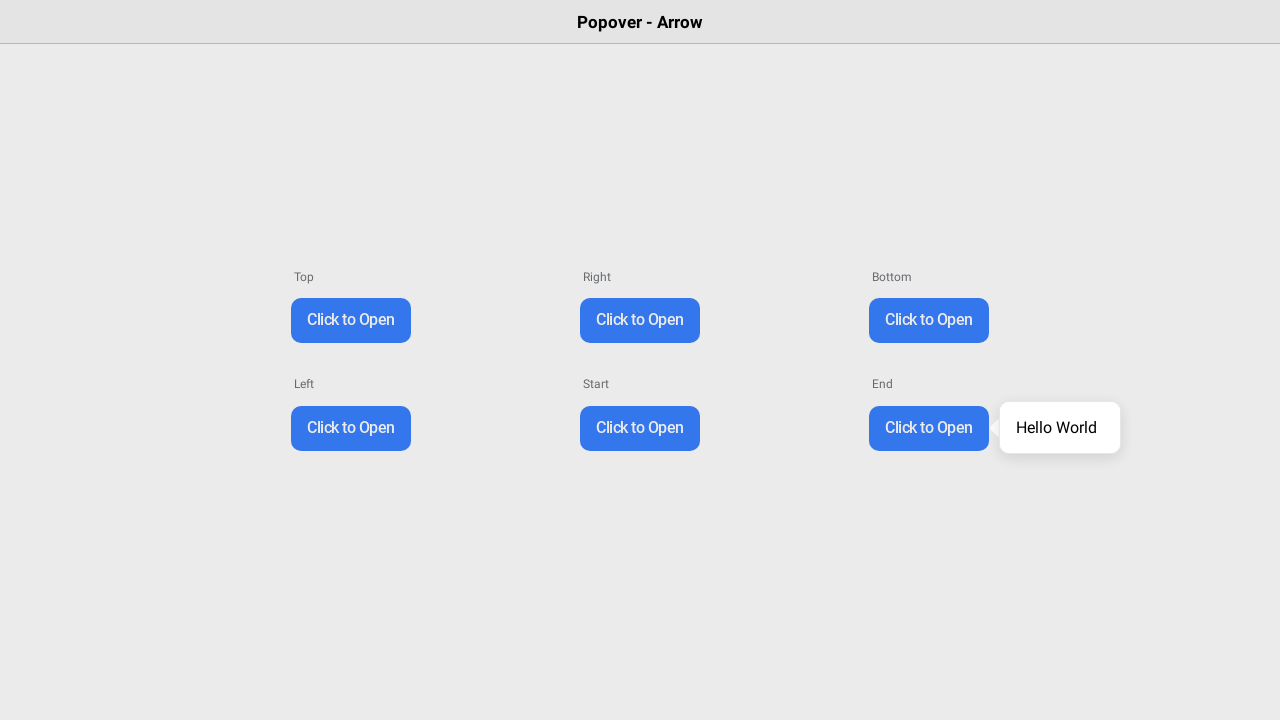 Popover - Arrow
Top
Right
Bottom
Click to Open
Click to Open
Click to Open
Left
Start
End
Click to Open
Click to Open
Click to Open
Hello World